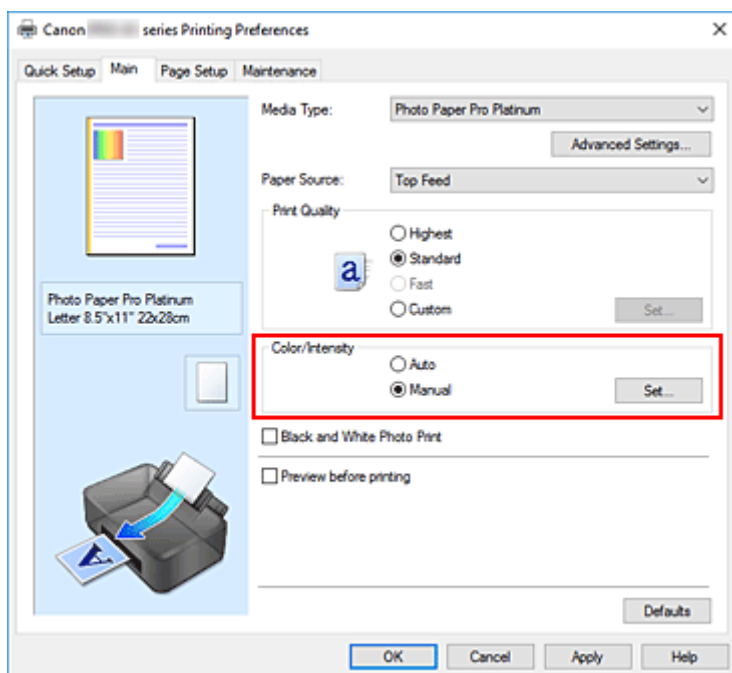 Canon series Printing Preferences
Quick Setup Main Page Setup Maintenance
Media Type: Photo Paper Pro Platinum
Advanced Settings...
Paper Source: Top Feed
Print Quality
Highest
a Standard
Fast
Custom Set...
Photo Paper Pro Platinum
Letter 8.5"x11" 22x28cm
Color/Intensity
Auto
Manual Set...
Black and White Photo Print
Preview before printing
A
Defaults
OK Cancel Apply Help